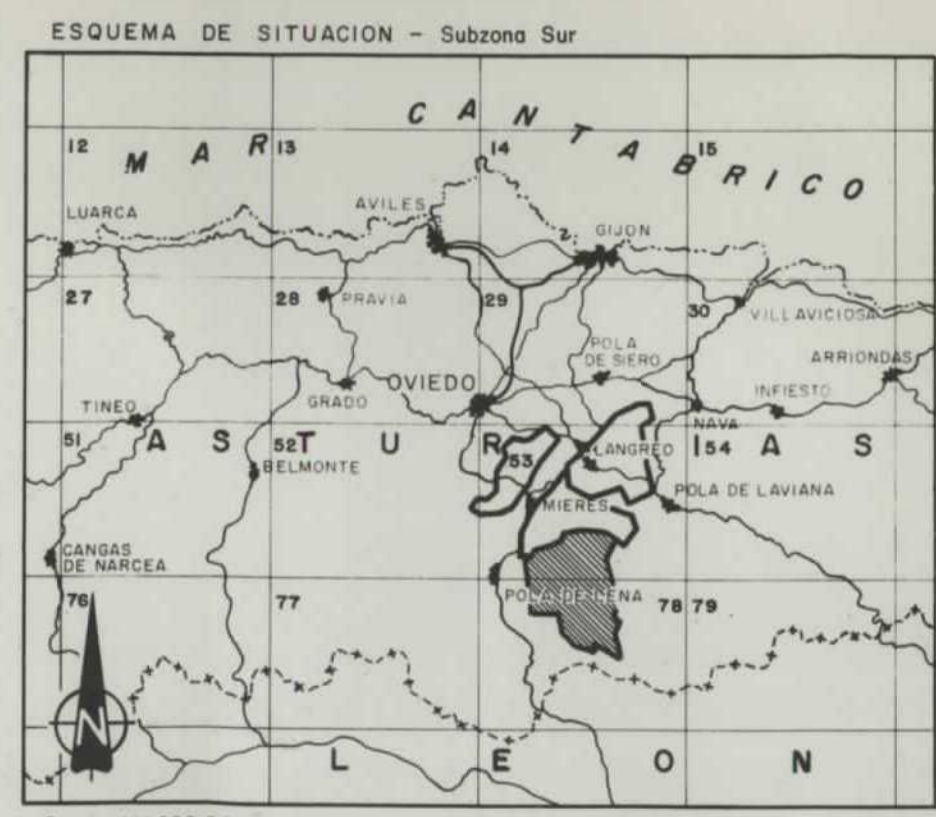 ESQUEMA DE SITUACION - Subzona Sur
MAR CANTABRICO
12
13
14
15
LUARCA
AVILES
GIJON
27
28
PRAVIA
29
30
VILLAVICIOSA
POLA
DE SIERO
ARRIONDAS
OVIEDO
GRADO
INFIESTO
TINEO
NAVA
51
52
53
54
ASTURIAS
LANGREO
BELMONTE
POLA DE LAVIANA
MIERES
CANGAS
DE NARCEA
76
77
POLA DE LENA
78
79
N
LEON